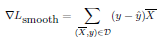 ∇L_smooth = ∑_{(X̅,y)∈𝒟} (y − ŷ)X̅